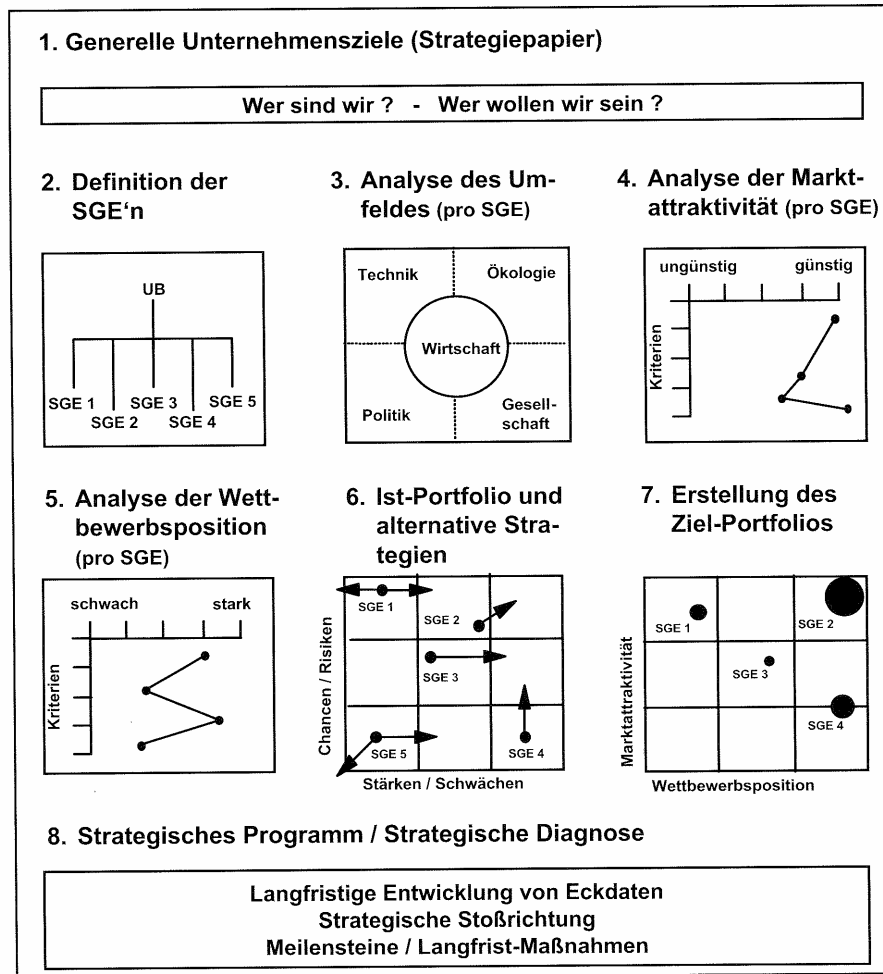 1. Generelle Unternehmensziele (Strategiepapier)
Wer sind wir ? - Wer wollen wir sein ?
2. Definition der
SGE‘n
UB
SGE 1
SGE 2
SGE 3
SGE 4
SGE 5
3. Analyse des Um-
feldes (pro SGE)
Technik
Ökologie
Wirtschaft
Politik
Gesell-
schaft
4. Analyse der Markt-
attraktivität (pro SGE)
ungünstig
günstig
Kriterien
5. Analyse der Wett-
bewerbsposition
(pro SGE)
schwach
stark
Kriterien
6. Ist-Portfolio und
alternative Stra-
tegien
Chancen / Risiken
SGE 1
SGE 2
SGE 3
SGE 5
SGE 4
Stärken / Schwächen
7. Erstellung des
Ziel-Portfolios
Marktattraktivität
SGE 1
SGE 2
SGE 3
SGE 4
Wettbewerbsposition
8. Strategisches Programm / Strategische Diagnose
Langfristige Entwicklung von Eckdaten
Strategische Stoßrichtung
Meilensteine / Langfrist-Maßnahmen